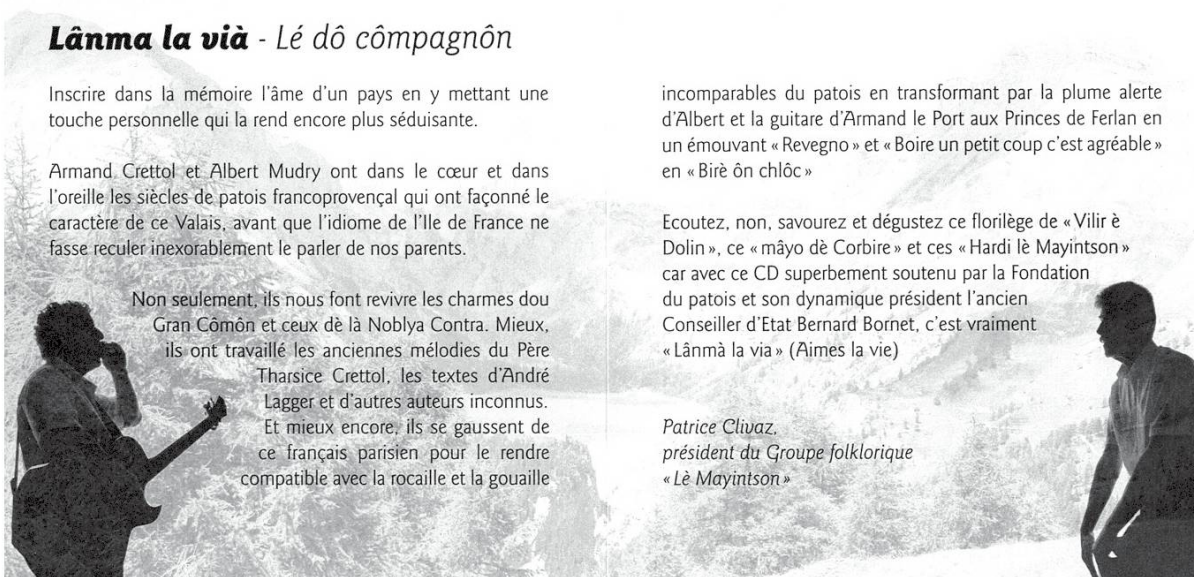 Lânma la vià - Lé dô cômpagnôn
Inscrire dans la mémoire l'âme d'un pays en y mettant une
touche personnelle qui la rend encore plus séduisante.
Armand Crettol et Albert Mudry ont dans le cœur et dans
l'oreille les siècles de patois francoprovençal qui ont façonné le
caractère de ce Valais, avant que l'idiome de l'Ile de France ne
fasse reculer inexorablement le parler de nos parents.
Non seulement, ils nous font revivre les charmes dou
Gran Cômôn et ceux dè là Noblya Contra. Mieux,
ils ont travaillé les anciennes mélodies du Père
Tharsice Crettol, les textes d'André
Lagger et d'autres auteurs inconnus.
Et mieux encore, ils se gaussent de
ce français parisien pour le rendre
compatible avec la rocaille et la gouaille
incomparables du patois en transformant par la plume alerte
d'Albert et la guitare d'Armand le Port aux Princes de Ferlan en
un émouvant « Revegno » et « Boire un petit coup c'est agréable »
en « Birè ôn chlôc »
Ecoutez, non, savourez et dégustez ce florilège de « Vilir è
Dolin », ce « mâyo dè Corbire » et ces « Hardi lè Mayintson »
car avec ce CD superbement soutenu par la Fondation
du patois et son dynamique président l'ancien
Conseiller d'Etat Bernard Bornet, c'est vraiment
« Lânmà la via » (Aimes la vie)
Patrice Clivaz,
président du Groupe folklorique
« Lè Mayintson »